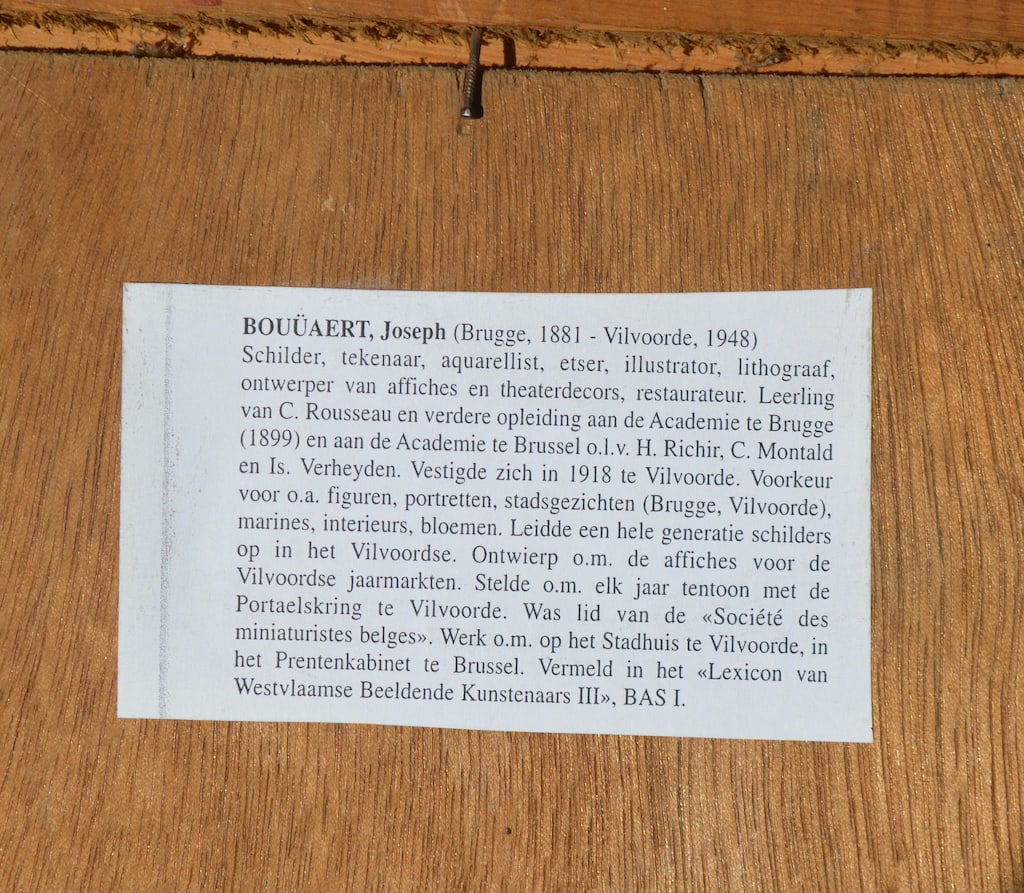 BOUÜAERT, Joseph (Brugge, 1881 - Vilvoorde, 1948)
Schilder, tekenaar, aquarellist, etser, illustrator, lithograaf,
ontwerper van affiches en theaterdecors, restaurateur. Leerling
van C. Rousseau en verdere opleiding aan de Academie te Brugge
(1899) en aan de Academie te Brussel o.l.v. H. Richir, C. Montald
en Is. Verheyden. Vestigde zich in 1918 te Vilvoorde. Voorkeur
voor o.a. figuren, portretten, stadsgezichten (Brugge, Vilvoorde),
marines, interieurs, bloemen. Leidde een hele generatie schilders
op in het Vilvoordse. Ontwierp o.m. de affiches voor de
Vilvoordse jaarmarkten. Stelde o.m. elk jaar tentoon met de
Portaelskring te Vilvoorde. Was lid van de «Société des
miniaturistes belges». Werk o.m. op het Stadhuis te Vilvoorde, in
het Prentenkabinet te Brussel. Vermeld in het «Lexicon van
Westvlaamse Beeldende Kunstenaars III», BAS I.